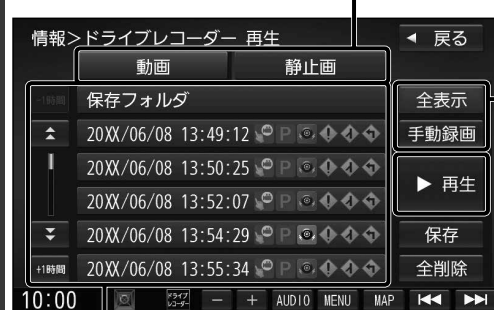 情報>ドライブレコーダー 再生
◀ 戻る
動画 静止画
-1時間 保存フォルダ 全表示
20XX/06/08 13:49:12 P 手動録画
20XX/06/08 13:50:25 P
▶ 再生
20XX/06/08 13:52:07 P
20XX/06/08 13:54:29 P 保存
+1時間 20XX/06/08 13:55:34 P 全削除
10:00 ドライブレコーダー − + AUDIO MENU MAP